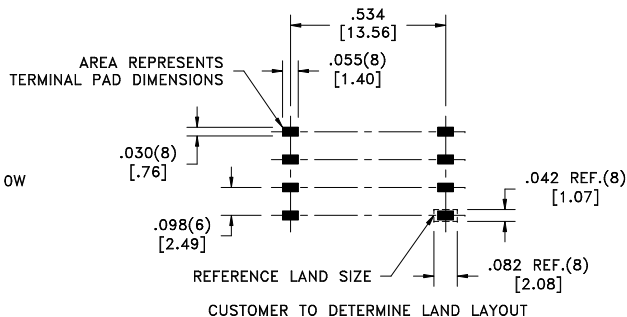 .534
[13.56]
AREA REPRESENTS
TERMINAL PAD DIMENSIONS
.055(8)
[1.40]
.030(8)
[.76]
OW
.042 REF.(8)
[1.07]
.098(6)
[2.49]
REFERENCE LAND SIZE
.082 REF.(8)
[2.08]
CUSTOMER TO DETERMINE LAND LAYOUT